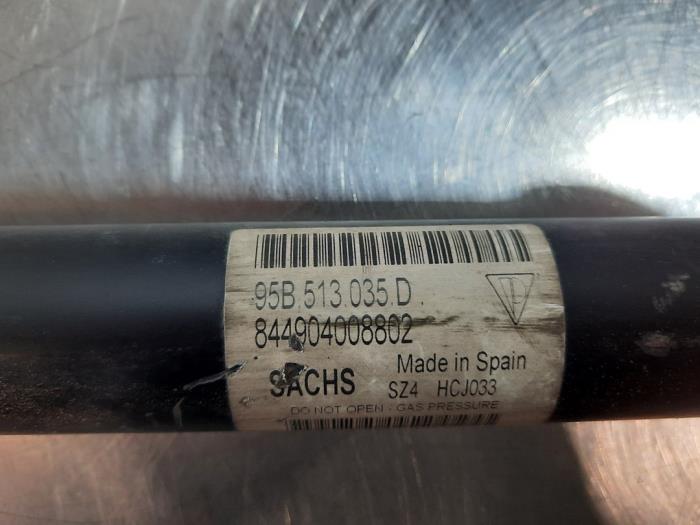 95B.513.035.D
844904008802
Made in Spain
SACHS SZ4 HCJ033
DO NOT OPEN - GAS PRESSURE